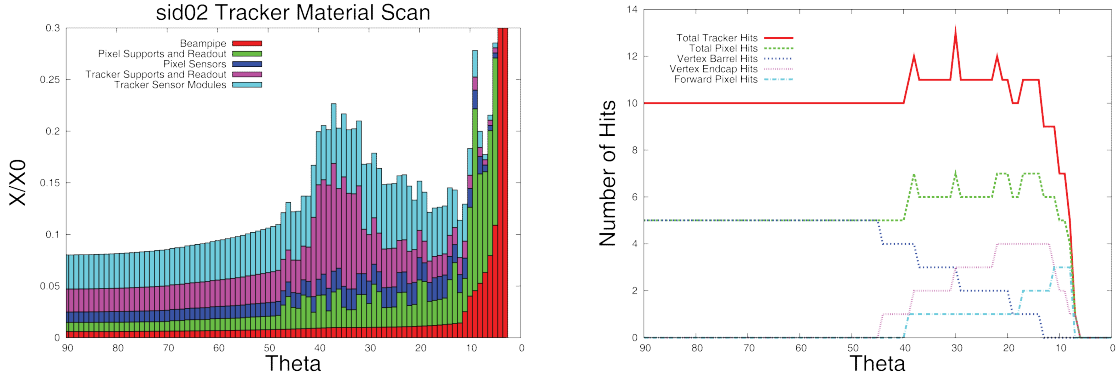 sid02 Tracker Material Scan
0.3
0.25
0.2
0.15
0.1
0.05
0
X/X0
Beampipe
Pixel Supports and Readout
Pixel Sensors
Tracker Supports and Readout
Tracker Sensor Modules
90 80 70 60 50 40 30 20 10 0
Theta
14
12
10
8
6
4
2
0
Number of Hits
Total Tracker Hits
Total Pixel Hits
Vertex Barrel Hits
Vertex Endcap Hits
Forward Pixel Hits
90 80 70 60 50 40 30 20 10 0
Theta